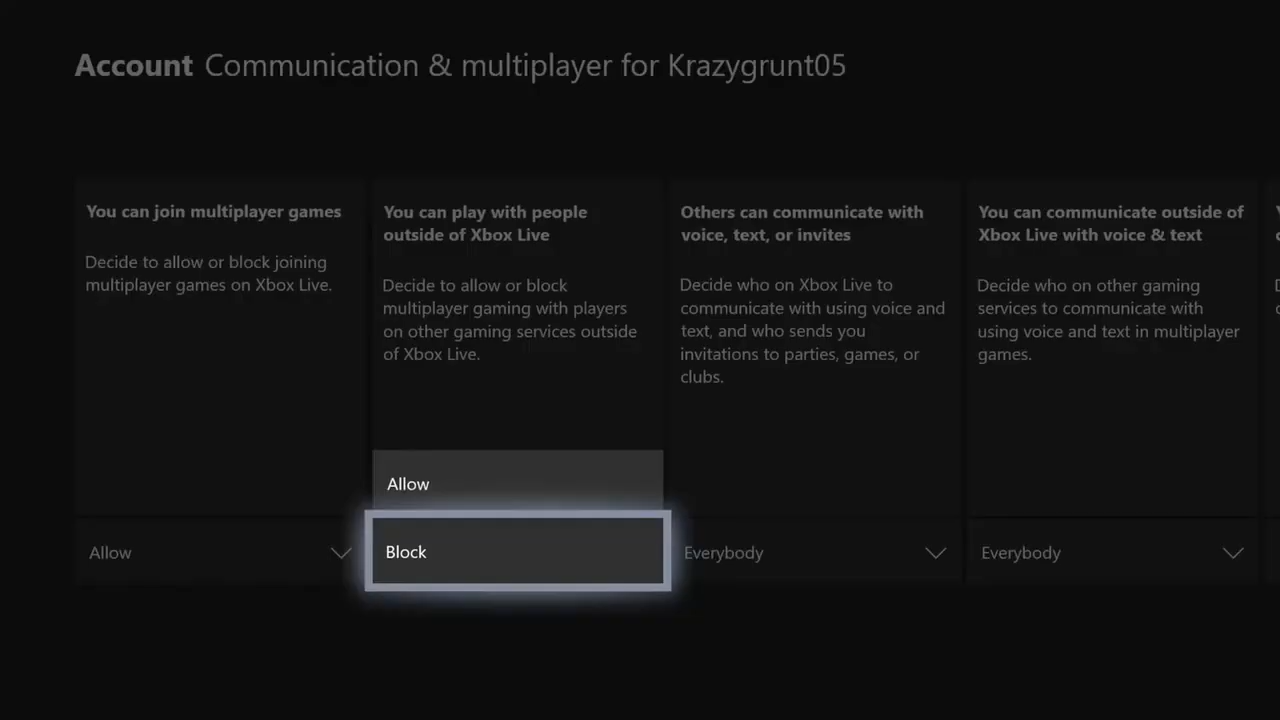 Account Communication & multiplayer for Krazygrunt05
You can join multiplayer games
Decide to allow or block joining
multiplayer games on Xbox Live.
Allow
You can play with people
outside of Xbox Live
Decide to allow or block
multiplayer gaming with players
on other gaming services outside
of Xbox Live.
Allow
Block
Others can communicate with
voice, text, or invites
Decide who on Xbox Live to
communicate with using voice and
text, and who sends you
invitations to parties, games, or
clubs.
Everybody
You can communicate outside of
Xbox Live with voice & text
Decide who on other gaming
services to communicate with
using voice and text in multiplayer
games.
Everybody